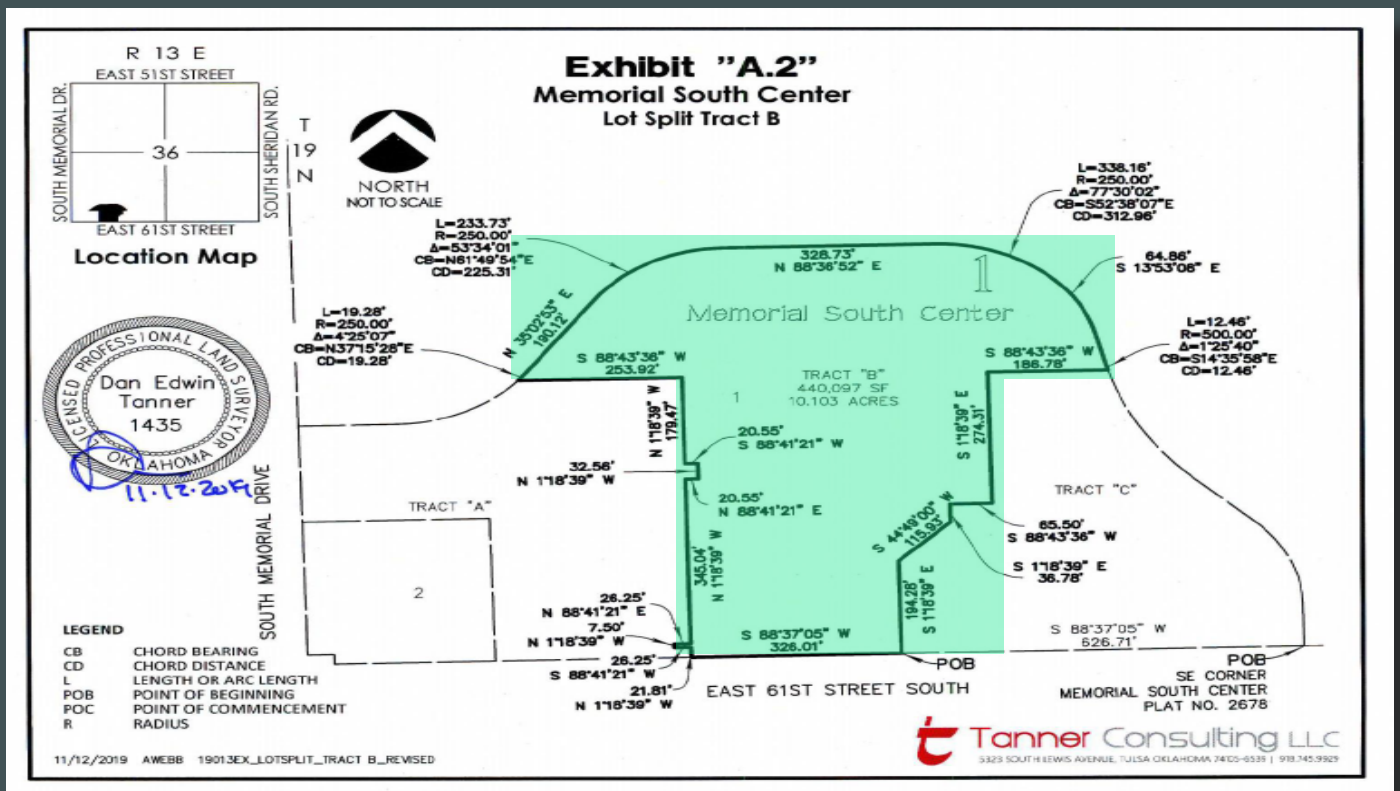 R 13 E
EAST 51ST STREET
SOUTH MEMORIAL DR.
36
SOUTH SHERIDAN RD.
T
19
N
EAST 61ST STREET
Location Map
NORTH
NOT TO SCALE
Exhibit "A.2"
Memorial South Center
Lot Split Tract B
L=233.73'
R=250.00'
Δ=53°34'01"
CB=N61°49'54"E
CD=225.31'
L=338.16'
R=250.00'
Δ=77°30'02"
CB=S52°38'07"E
CD=312.96'
328.73'
N 88°36'52" E
1
64.86'
S 13°53'08" E
Memorial South Center
L=19.28'
R=250.00'
Δ=4°25'07"
CB=N37°15'28"E
CD=19.28'
N 35°02'53" E
190.12'
L=12.46'
R=500.00'
Δ=1°25'40"
CB=S14°35'58"E
CD=12.46'
S 88°43'36" W
253.92'
S 88°43'36" W
186.78'
TRACT "B"
440,097 SF
10.103 ACRES
1
N 1°18'39" W
179.47'
S 1°18'39" E
274.31'
20.55'
S 88°41'21" W
32.56'
N 1°18'39" W
20.55'
N 88°41'21" E
LICENSED PROFESSIONAL LAND SURVEYOR
Dan Edwin
Tanner
1435
OKLAHOMA
11.12.2019
TRACT "A"
TRACT "C"
S 44°49'00" W
115.93'
65.50'
S 88°43'36" W
S 1°18'39" E
36.78'
345.04'
N 1°18'39" W
194.28'
S 1°18'39" E
2
SOUTH MEMORIAL DRIVE
26.25'
N 88°41'21" E
7.50'
N 1°18'39" W
26.25'
S 88°41'21" W
21.81'
N 1°18'39" W
S 88°37'05" W
326.01'
S 88°37'05" W
626.71'
POB
EAST 61ST STREET SOUTH
POB
SE CORNER
MEMORIAL SOUTH CENTER
PLAT NO. 2678
LEGEND
CB CHORD BEARING
CD CHORD DISTANCE
L LENGTH OR ARC LENGTH
POB POINT OF BEGINNING
POC POINT OF COMMENCEMENT
R RADIUS
11/12/2019 AWEBB 19013EX_LOTSPLIT_TRACT B_REVISED
Tanner Consulting LLC
5323 SOUTH LEWIS AVENUE, TULSA OKLAHOMA 74105-6539 | 918.745.9929